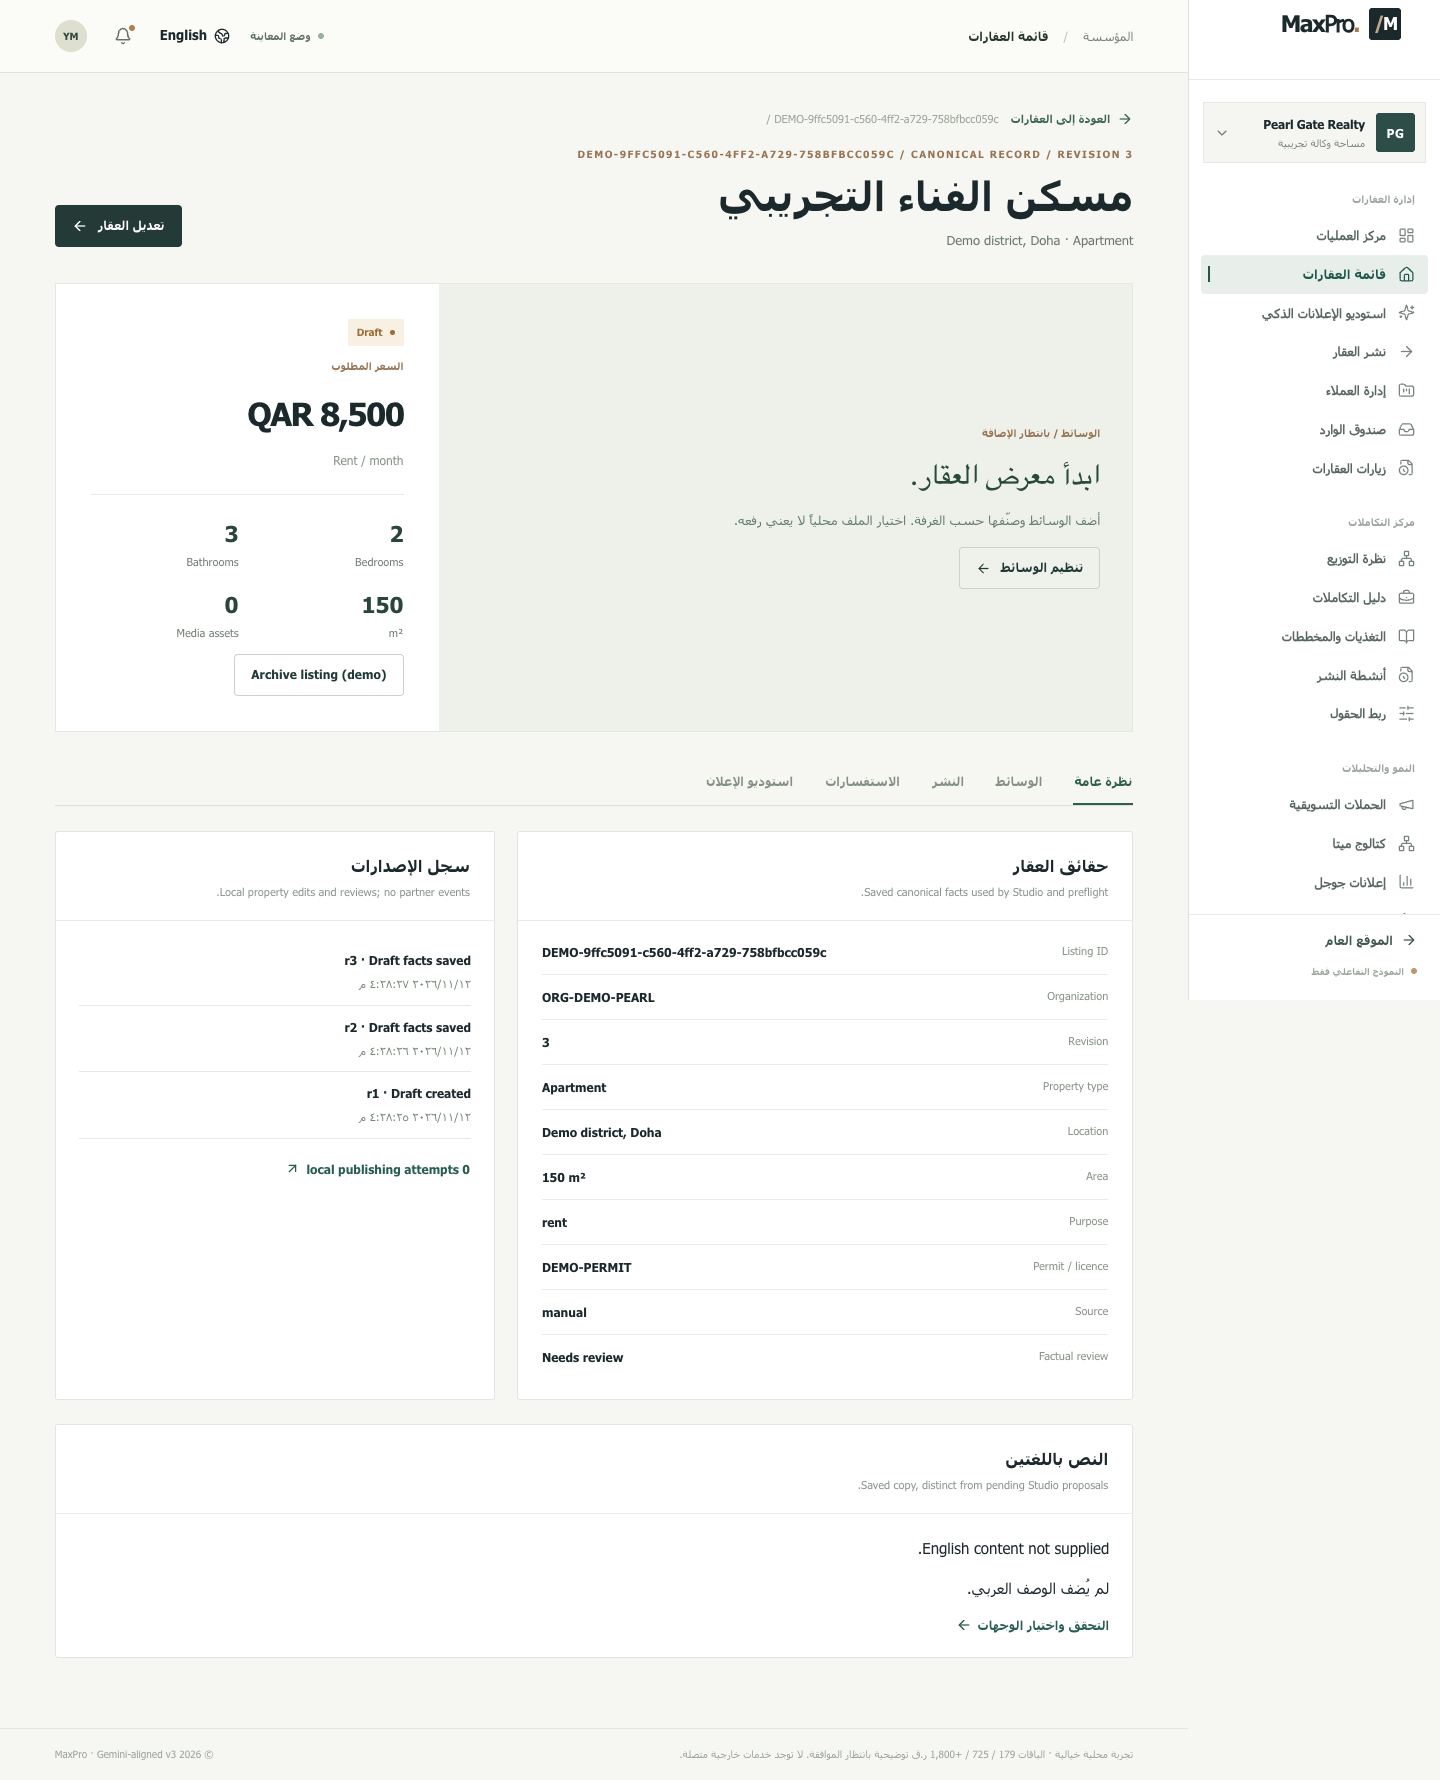 MaxPro.
/M
المؤسسة / قائمة العقارات
وضع المعاينة
English
YM
PG
Pearl Gate Realty
مساحة وكالة تجريبية
إدارة العقارات
مركز العمليات
قائمة العقارات
استوديو الإعلانات الذكي
نشر العقار
إدارة العملاء
صندوق الوارد
زيارات العقارات
مركز التكاملات
نظرة التوزيع
دليل التكاملات
التغذيات والمخططات
أنشطة النشر
ربط الحقول
النمو والتحليلات
الحملات التسويقية
كتالوج ميتا
إعلانات جوجل
الموقع العام
النموذج التفاعلي فقط
العودة إلى العقارات
DEMO-9ffc5091-c560-4ff2-a729-758bfbcc059c /
DEMO-9FFC5091-C560-4FF2-A729-758BFBCC059C / CANONICAL RECORD / REVISION 3
مسكن الفناء التجريبي
Demo district, Doha · Apartment
تعديل العقار
الوسائط / بانتظار الإضافة
ابدأ معرض العقار.
أضف الوسائط وصنّفها حسب الغرفة. اختيار الملف محلياً لا يعني رفعه.
تنظيم الوسائط
Draft
السعر المطلوب
QAR 8,500
Rent / month
2
Bedrooms
3
Bathrooms
150
m²
0
Media assets
Archive listing (demo)
نظرة عامة
الوسائط
النشر
الاستفسارات
استوديو الإعلان
حقائق العقار
.Saved canonical facts used by Studio and preflight
Listing ID DEMO-9ffc5091-c560-4ff2-a729-758bfbcc059c
Organization ORG-DEMO-PEARL
Revision 3
Property type Apartment
Location Demo district, Doha
Area 150 m²
Purpose rent
Permit / licence DEMO-PERMIT
Source manual
Factual review Needs review
سجل الإصدارات
.Local property edits and reviews; no partner events
r3 · Draft facts saved
١٢‏/١١‏/٢٠٢٦ ٤:٢٨:٢٧ م
r2 · Draft facts saved
١٢‏/١١‏/٢٠٢٦ ٤:٢٨:٢٦ م
r1 · Draft created
١٢‏/١١‏/٢٠٢٦ ٤:٢٨:٢٥ م
local publishing attempts 0
النص باللغتين
.Saved copy, distinct from pending Studio proposals
.English content not supplied
لم يُضف الوصف العربي.
التحقق واختيار الوجهات
تجربة محلية خيالية · الباقات 179 / 725 / +1,800 ر.ق توضيحية بانتظار الموافقة. لا توجد خدمات خارجية متصلة.
MaxPro · Gemini-aligned v3 2026 ©